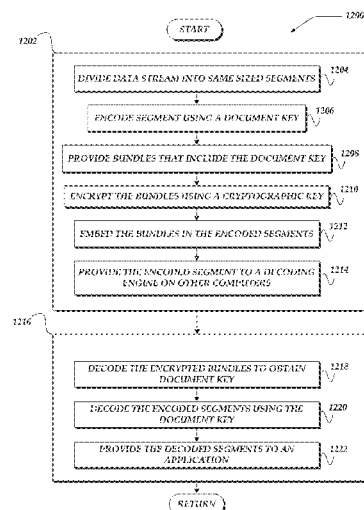 1200
START
1202
DIVIDE DATA STREAM INTO SAME SIZED SEGMENTS
1204
ENCODE SEGMENT USING A DOCUMENT KEY
1206
PROVIDE BUNDLES THAT INCLUDE THE DOCUMENT KEY
1208
ENCRYPT THE BUNDLES USING A CRYPTOGRAPHIC KEY
1210
EMBED THE BUNDLES IN THE ENCODED SEGMENTS
1212
PROVIDE THE ENCODED SEGMENT TO A DECODING
ENGINE ON OTHER COMPUTERS
1214
1216
DECODE THE ENCRYPTED BUNDLES TO OBTAIN
DOCUMENT KEY
1218
DECODE THE ENCODED SEGMENTS USING THE
DOCUMENT KEY
1220
PROVIDE THE DECODED SEGMENTS TO AN
APPLICATION
1222
RETURN